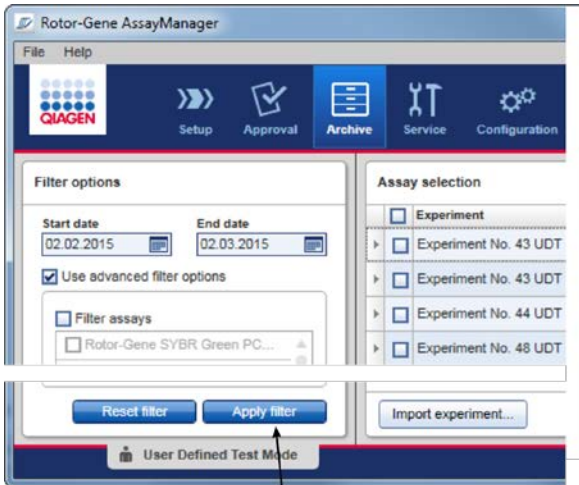 Rotor-Gene AssayManager
File Help
QIAGEN
Setup Approval Archive Service Configuration
Filter options
Start date End date
02.02.2015 02.03.2015
Use advanced filter options
Filter assays
Rotor-Gene SYBR Green PC...
Reset filter Apply filter
Assay selection
Experiment
Experiment No. 43 UDT
Experiment No. 43 UDT
Experiment No. 44 UDT
Experiment No. 48 UDT
Import experiment...
User Defined Test Mode